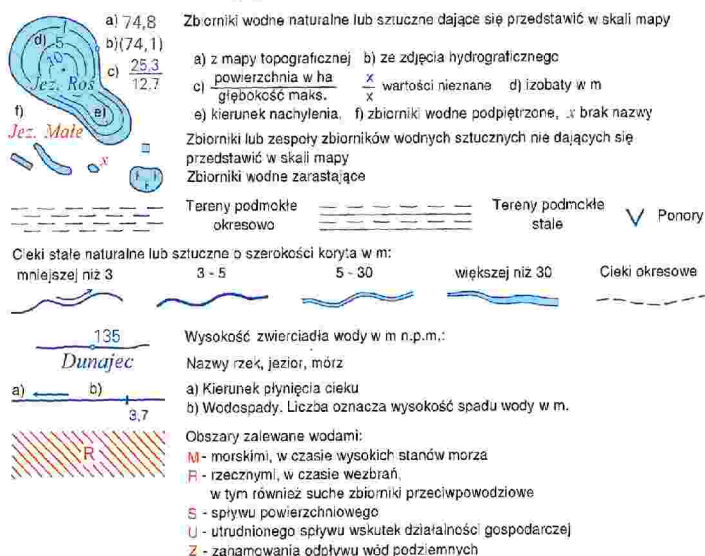 a) 74,8 Zbiorniki wodne naturalne lub sztuczne dające się przedstawić w skali mapy
b)(74,1)
c) 25,3
12,7
d)
1
5
10
Jez. Roś
e)
a) z mapy topograficznej b) ze zdjęcia hydrograficznego
c) powierzchnia w ha x wartości nieznane d) izobaty w m
głębokość maks. x
e) kierunek nachylenia, f) zbiorniki wodne podpiętrzone, x brak nazwy
f)
Jez. Małe
x
Zbiorniki lub zespoły zbiorników wodnych sztucznych nie dających się
przedstawić w skali mapy
Zbiorniki wodne zarastające
Tereny podmokłe Tereny podmokłe Ponory
okresowo stale
Cieki stałe naturalne lub sztuczne o szerokości koryta w m:
mniejszej niż 3 3 - 5 5 - 30 większej niż 30 Cieki okresowe
135 Wysokość zwierciadła wody w m n.p.m,:
Dunajec Nazwy rzek, jezior, mórz
a) b) a) Kierunek płynięcia cieku
3,7 b) Wodospady. Liczba oznacza wysokość spadu wody w m.
Obszary zalewane wodami:
R M - morskimi, w czasie wysokich stanów morza
R - rzecznymi, w czasie wezbrań,
w tym również suche zbiorniki przeciwpowodziowe
S - spływu powierzchniowego
U - utrudnionego spływu wskutek działalności gospodarczej
Z - zahamowania odpływu wód podziemnych